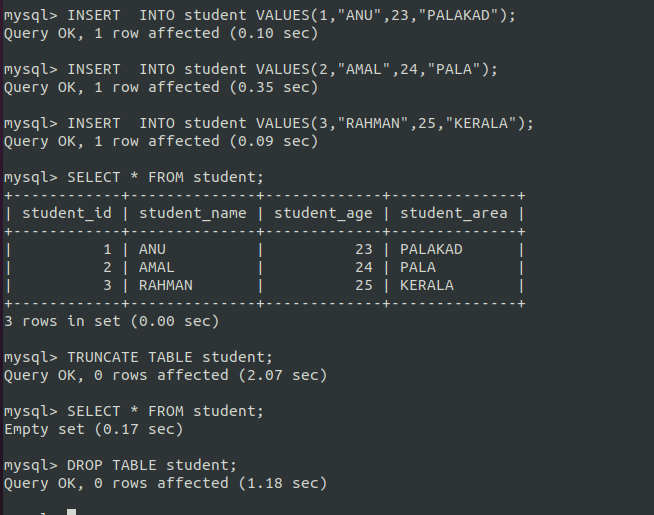 mysql> INSERT  INTO student VALUES(1,"ANU",23,"PALAKAD");
Query OK, 1 row affected (0.10 sec)
mysql> INSERT  INTO student VALUES(2,"AMAL",24,"PALA");
Query OK, 1 row affected (0.35 sec)
mysql> INSERT  INTO student VALUES(3,"RAHMAN",25,"KERALA");
Query OK, 1 row affected (0.09 sec)
mysql> SELECT * FROM student;
+------------+--------------+-------------+--------------+
| student_id | student_name | student_age | student_area |
+------------+--------------+-------------+--------------+
|          1 | ANU          |          23 | PALAKAD      |
|          2 | AMAL         |          24 | PALA         |
|          3 | RAHMAN       |          25 | KERALA       |
+------------+--------------+-------------+--------------+
3 rows in set (0.00 sec)
mysql> TRUNCATE TABLE student;
Query OK, 0 rows affected (2.07 sec)
mysql> SELECT * FROM student;
Empty set (0.17 sec)
mysql> DROP TABLE student;
Query OK, 0 rows affected (1.18 sec)